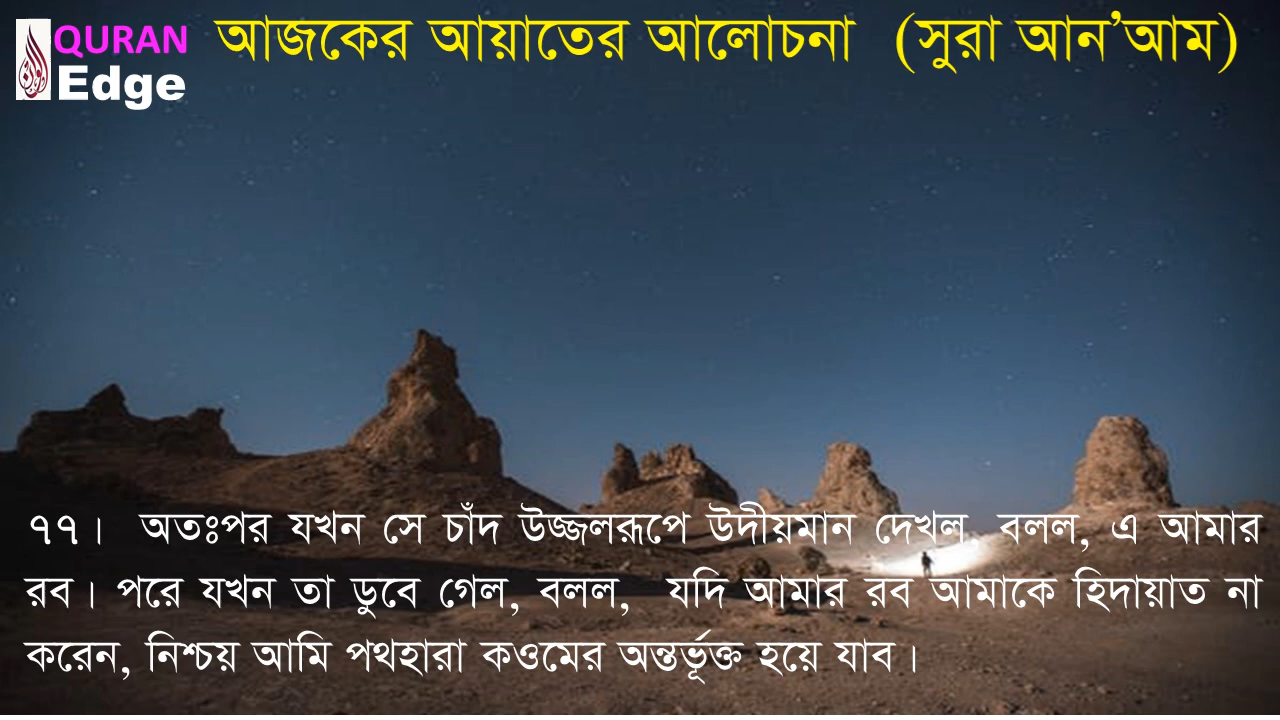 QURAN
Edge
আজকের আয়াতের আলোচনা (সুরা আন’আম)
৭৭। অতঃপর যখন সে চাঁদ উজ্জলরূপে উদীয়মান দেখল, বলল, এ আমার
রব। পরে যখন তা ডুবে গেল, বলল, যদি আমার রব আমাকে হিদায়াত না
করেন, নিশ্চয় আমি পথহারা কওমের অন্তর্ভূক্ত হয়ে যাব।